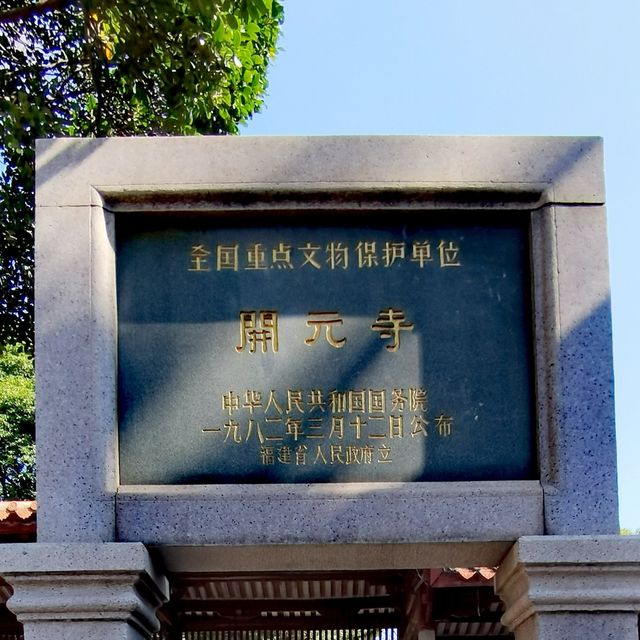 全国重点文物保护单位
開元寺
中华人民共和国国务院
一九八二年三月十二日公布
福建省人民政府立